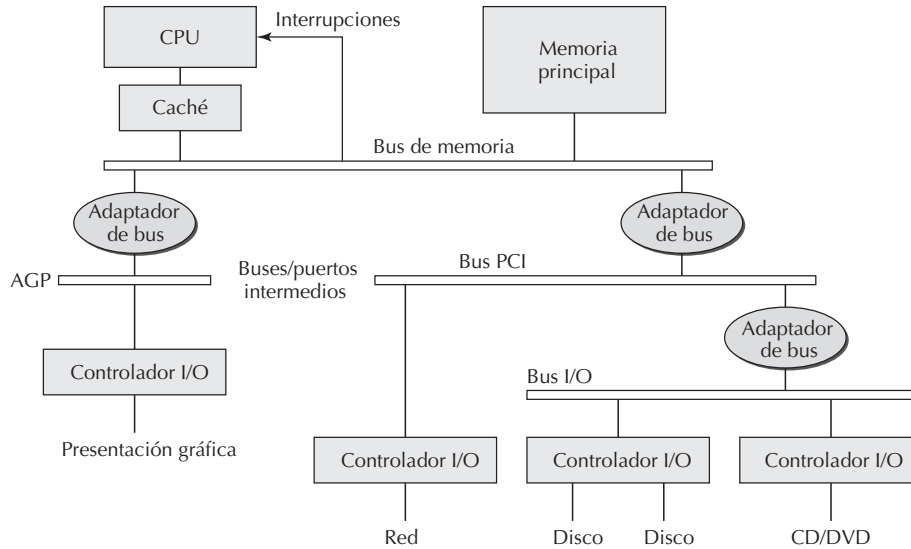 Interrupciones
CPU
Memoria
principal
Caché
Bus de memoria
Adaptador
de bus
Adaptador
de bus
AGP
Buses/puertos
intermedios
Bus PCI
Adaptador
de bus
Controlador I/O
Bus I/O
Presentación gráfica
Controlador I/O
Controlador I/O
Controlador I/O
Red
Disco
Disco
CD/DVD